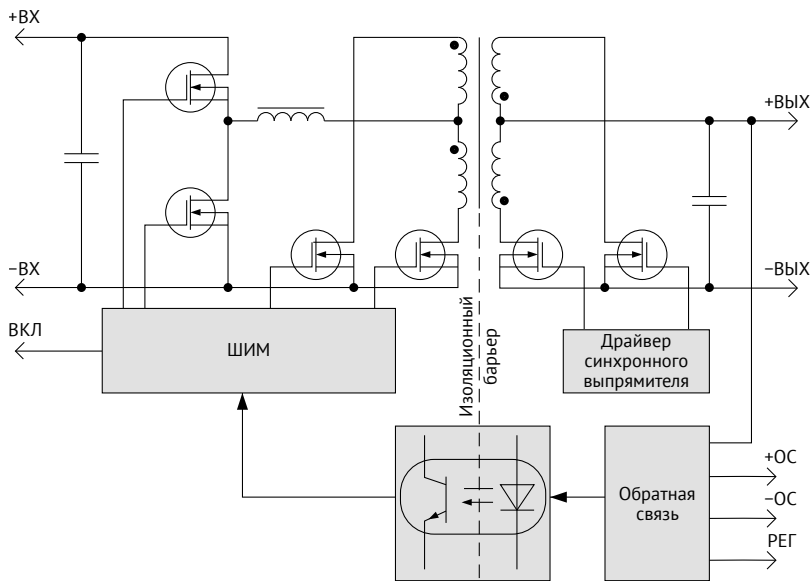 +ВХ
+ВЫХ
−ВХ
−ВЫХ
ВКЛ
ШИМ
Изоляционный
барьер
Драйвер
синхронного
выпрямителя
Обратная
связь
+ОС
−ОС
РЕГ